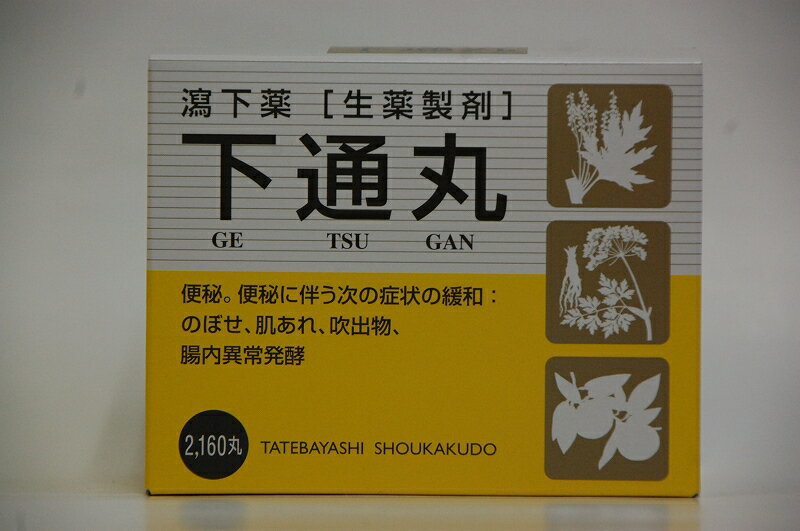 瀉下薬 [生薬製剤]
下通丸
GE TSU GAN
便秘。便秘に伴う次の症状の緩和:
のぼせ、肌あれ、吹出物、
腸内異常発酵
2,160丸 TATEBAYASHI SHOUKAKUDO